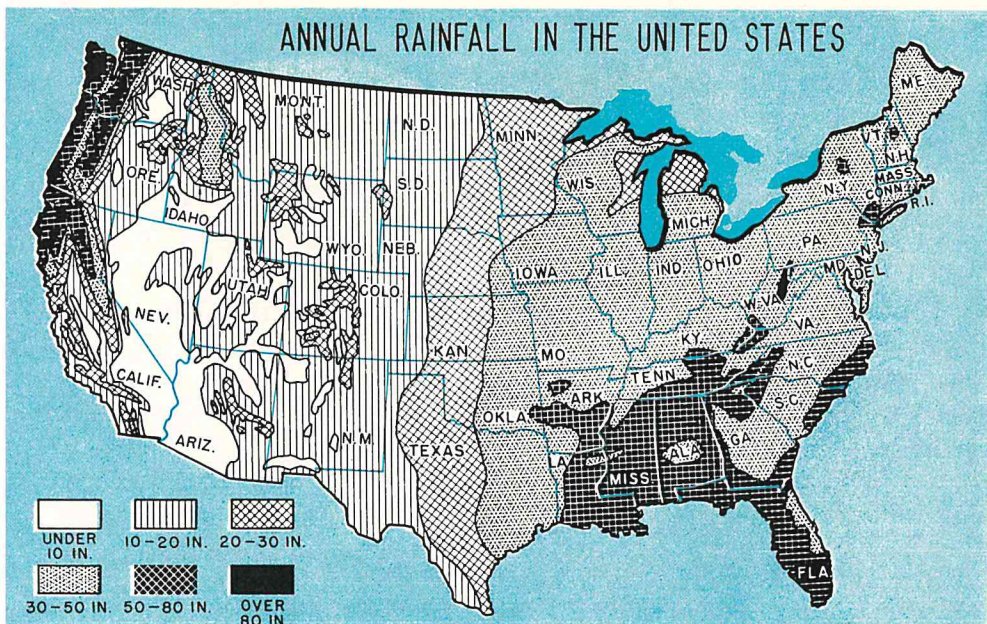 ANNUAL RAINFALL IN THE UNITED STATES
WASH.
MONT.
N.D.
MINN.
ME.
VT.
N.H.
ORE.
S.D.
WIS.
MICH.
N.Y.
MASS.
CONN.
R.I.
IDAHO
WYO.
NEB.
IOWA
ILL.
IND.
OHIO
PA.
N.J.
MD.
DEL.
NEV.
UTAH
COLO.
KAN.
MO.
KY.
W.VA.
VA.
CALIF.
ARIZ.
N.M.
OKLA.
ARK.
TENN.
N.C.
S.C.
TEXAS
LA.
MISS.
ALA.
GA.
FLA.
UNDER
10 IN.
10-20 IN.
20-30 IN.
30-50 IN.
50-80 IN.
OVER
80 IN.